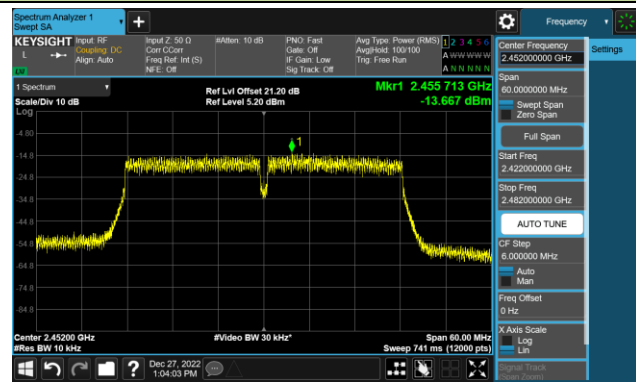 Spectrum Analyzer 1
Swept SA
+
Frequency
KEYSIGHT
L
LV
Input: RF
Coupling: DC
Align: Auto
Input Z: 50 Ω
Corr CCorr
Freq Ref: Int (S)
NFE: Off
#Atten: 10 dB
PNO: Fast
Gate: Off
IF Gain: Low
Sig Track: Off
Avg Type: Power (RMS)
Avg|Hold: 100/100
Trig: Free Run
1 2 3 4 5 6
A W W W W W
A N N N N N
1 Spectrum
Scale/Div 10 dB
Log
Ref Lvl Offset 21.20 dB
Ref Level 5.20 dBm
Mkr1 2.455 713 GHz
-13.667 dBm
1
-4.80
-14.8
-24.8
-34.8
-44.8
-54.8
-64.8
-74.8
-84.8
Center 2.45200 GHz
#Res BW 10 kHz
#Video BW 30 kHz*
Span 60.00 MHz
Sweep 741 ms (12000 pts)
Center Frequency
2.452000000 GHz
Span
60.0000000 MHz
Swept Span
Zero Span
Full Span
Start Freq
2.422000000 GHz
Stop Freq
2.482000000 GHz
AUTO TUNE
CF Step
6.000000 MHz
Auto
Man
Freq Offset
0 Hz
X Axis Scale
Log
Lin
Signal Track
(Span Zoom)
Settings
?
Dec 27, 2022
1:04:03 PM